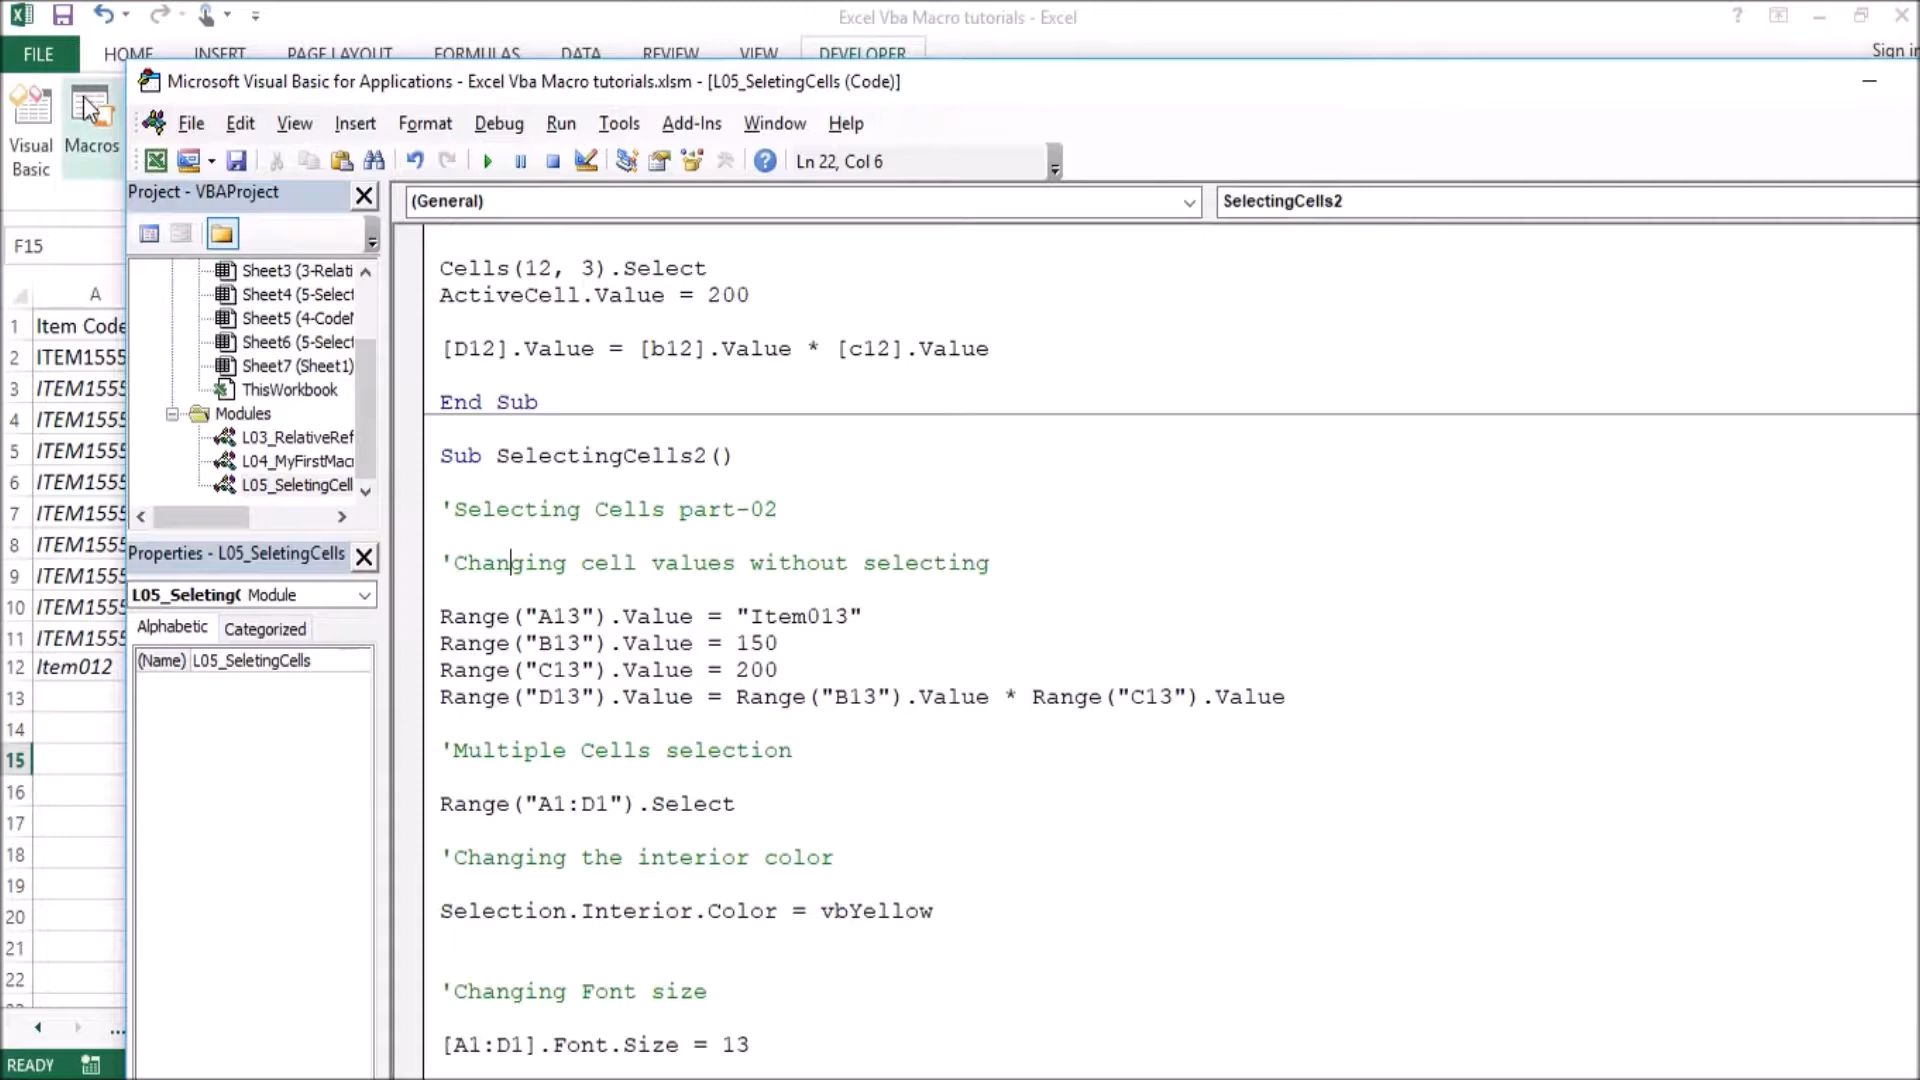 Excel Vba Macro tutorials - Excel
?
FILE HOME INSERT PAGE LAYOUT FORMULAS DATA REVIEW VIEW DEVELOPER
Sign in
Microsoft Visual Basic for Applications - Excel Vba Macro tutorials.xlsm - [L05_SeletingCells (Code)]
File Edit View Insert Format Debug Run Tools Add-Ins Window Help
Visual Basic
Macros
Ln 22, Col 6
Project - VBAProject
(General)
SelectingCells2
F15
Sheet3 (3-Relati
Sheet4 (5-Select
Sheet5 (4-CodeN
Sheet6 (5-Select
Sheet7 (Sheet1)
ThisWorkbook
Modules
L03_RelativeRef
L04_MyFirstMac
L05_SeletingCell
Properties - L05_SeletingCells
L05_Seleting( Module
Alphabetic Categorized
(Name) L05_SeletingCells
A
1 Item Code
2 ITEM1555
3 ITEM1555
4 ITEM1555
5 ITEM1555
6 ITEM1555
7 ITEM1555
8 ITEM1555
9 ITEM1555
10 ITEM1555
11 ITEM1555
12 Item012
13
14
15
16
17
18
19
20
21
22
...
READY
Cells(12, 3).Select
ActiveCell.Value = 200
[D12].Value = [b12].Value * [c12].Value
End Sub
Sub SelectingCells2()
'Selecting Cells part-02
'Changing cell values without selecting
Range("A13").Value = "Item013"
Range("B13").Value = 150
Range("C13").Value = 200
Range("D13").Value = Range("B13").Value * Range("C13").Value
'Multiple Cells selection
Range("A1:D1").Select
'Changing the interior color
Selection.Interior.Color = vbYellow
'Changing Font size
[A1:D1].Font.Size = 13